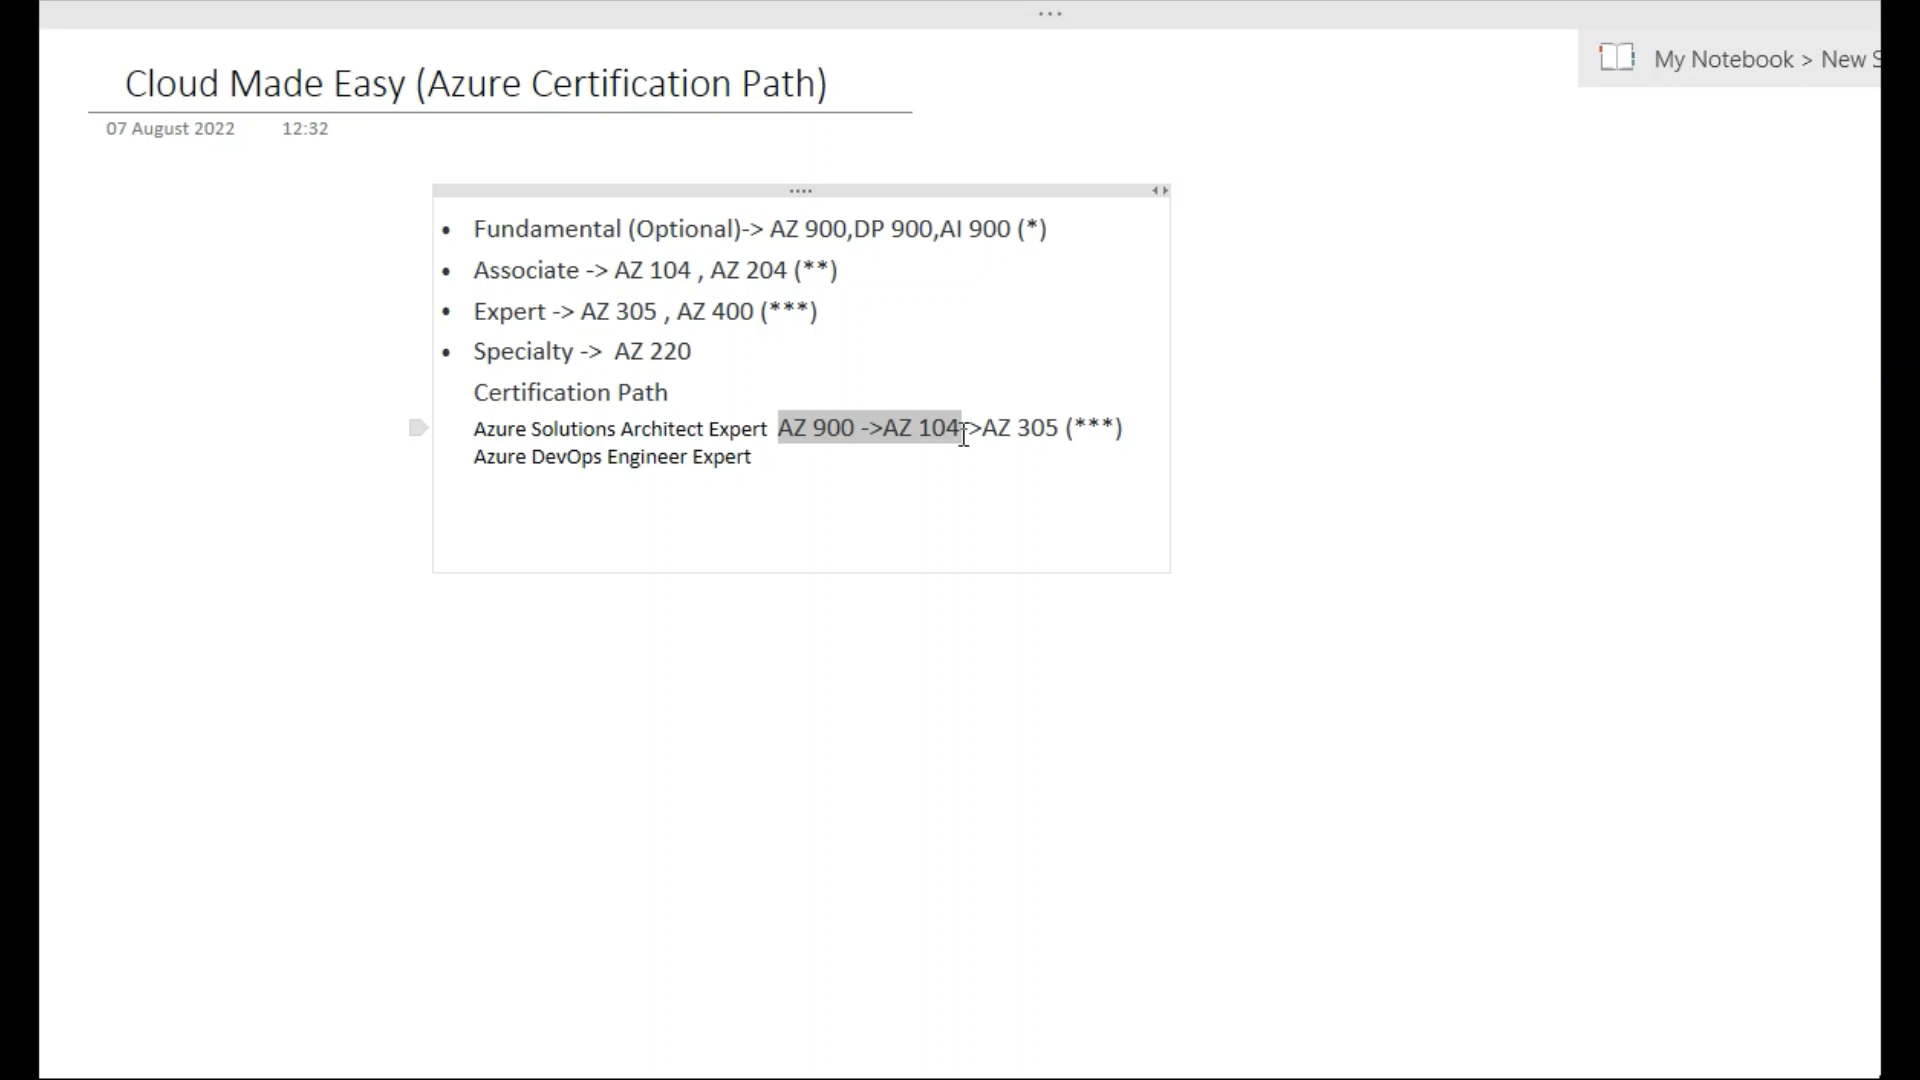 My Notebook > New S
Cloud Made Easy (Azure Certification Path)
07 August 2022 12:32
• Fundamental (Optional)-> AZ 900,DP 900,AI 900 (*)
• Associate -> AZ 104 , AZ 204 (**)
• Expert -> AZ 305 , AZ 400 (***)
• Specialty -> AZ 220
Certification Path
Azure Solutions Architect Expert AZ 900 ->AZ 104->AZ 305 (***)
Azure DevOps Engineer Expert